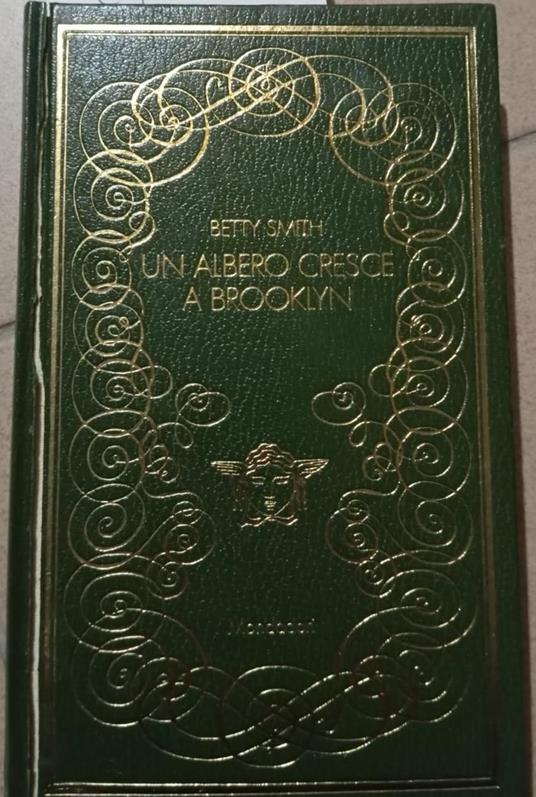 BETTY SMITH
UN ALBERO CRESCE
A BROOKLYN
Mondadori